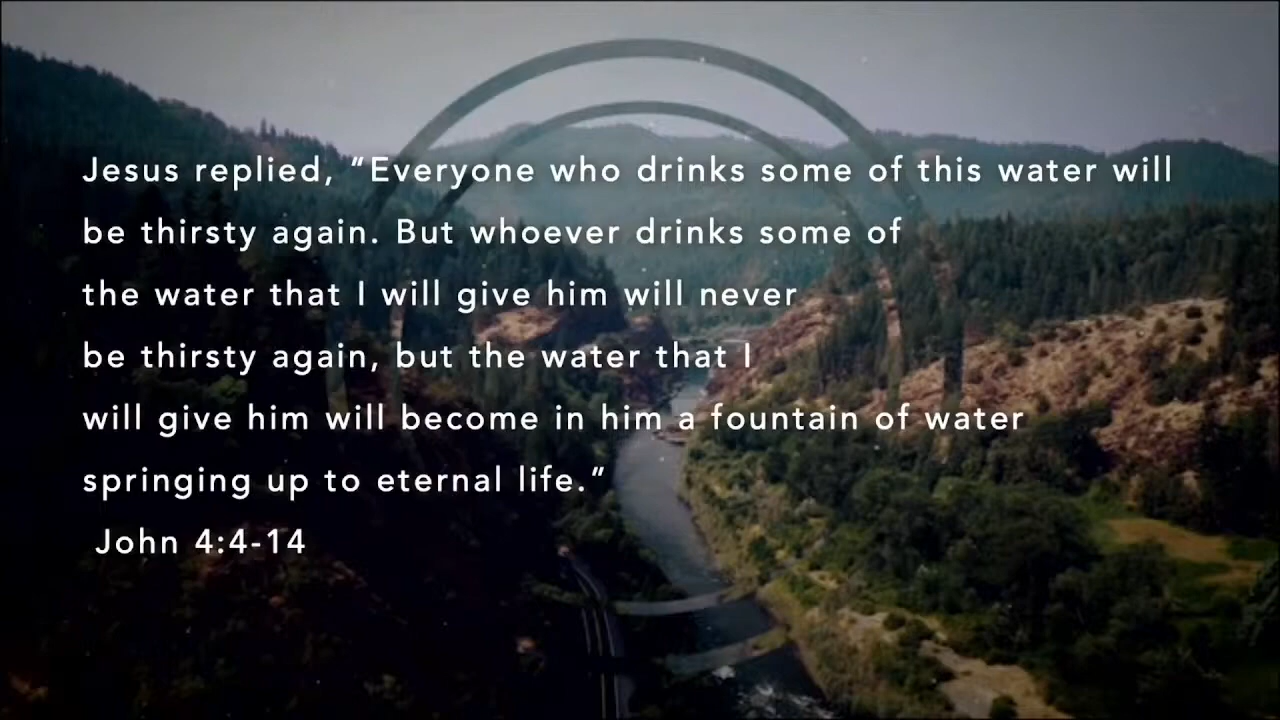 Jesus replied, “Everyone who drinks some of this water will
be thirsty again. But whoever drinks some of
the water that I will give him will never
be thirsty again, but the water that I
will give him will become in him a fountain of water
springing up to eternal life.”
John 4:4-14